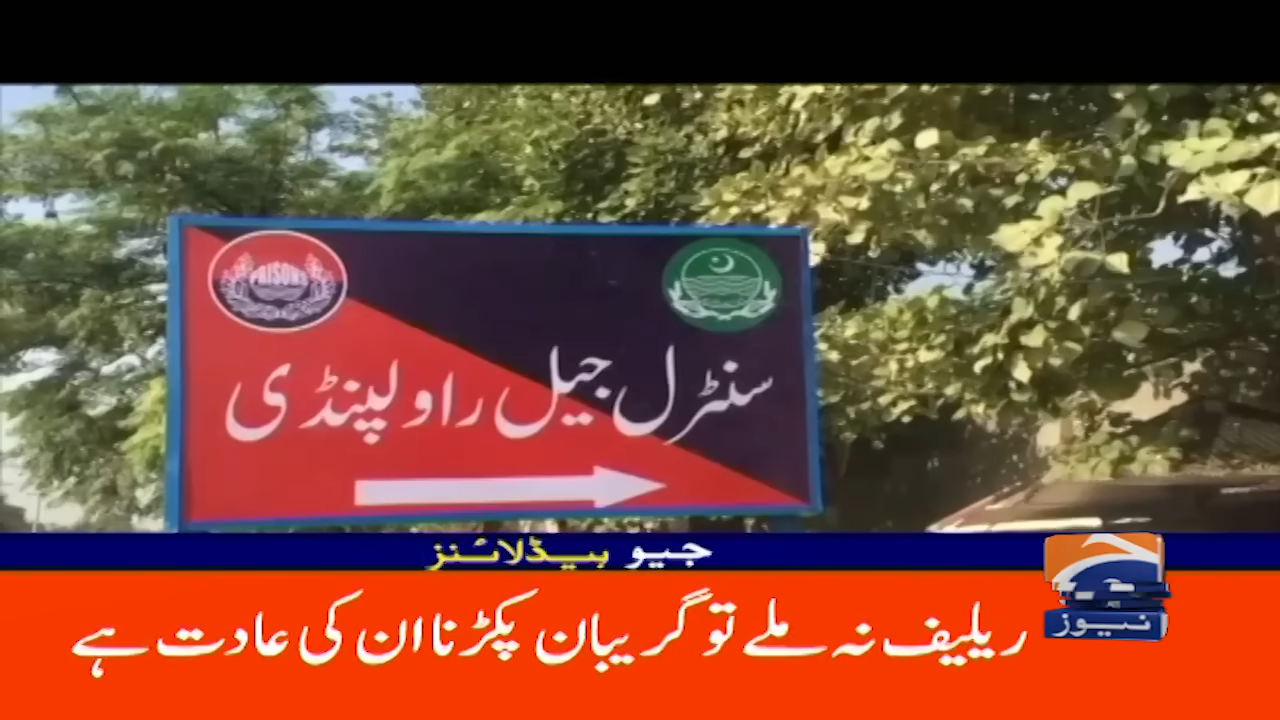 PRISONS
سنٹرل جیل راولپنڈی
جیو ہیڈلائنز
ریلیف نہ ملے تو گریبان پکڑنا ان کی عادت ہے
نیوز